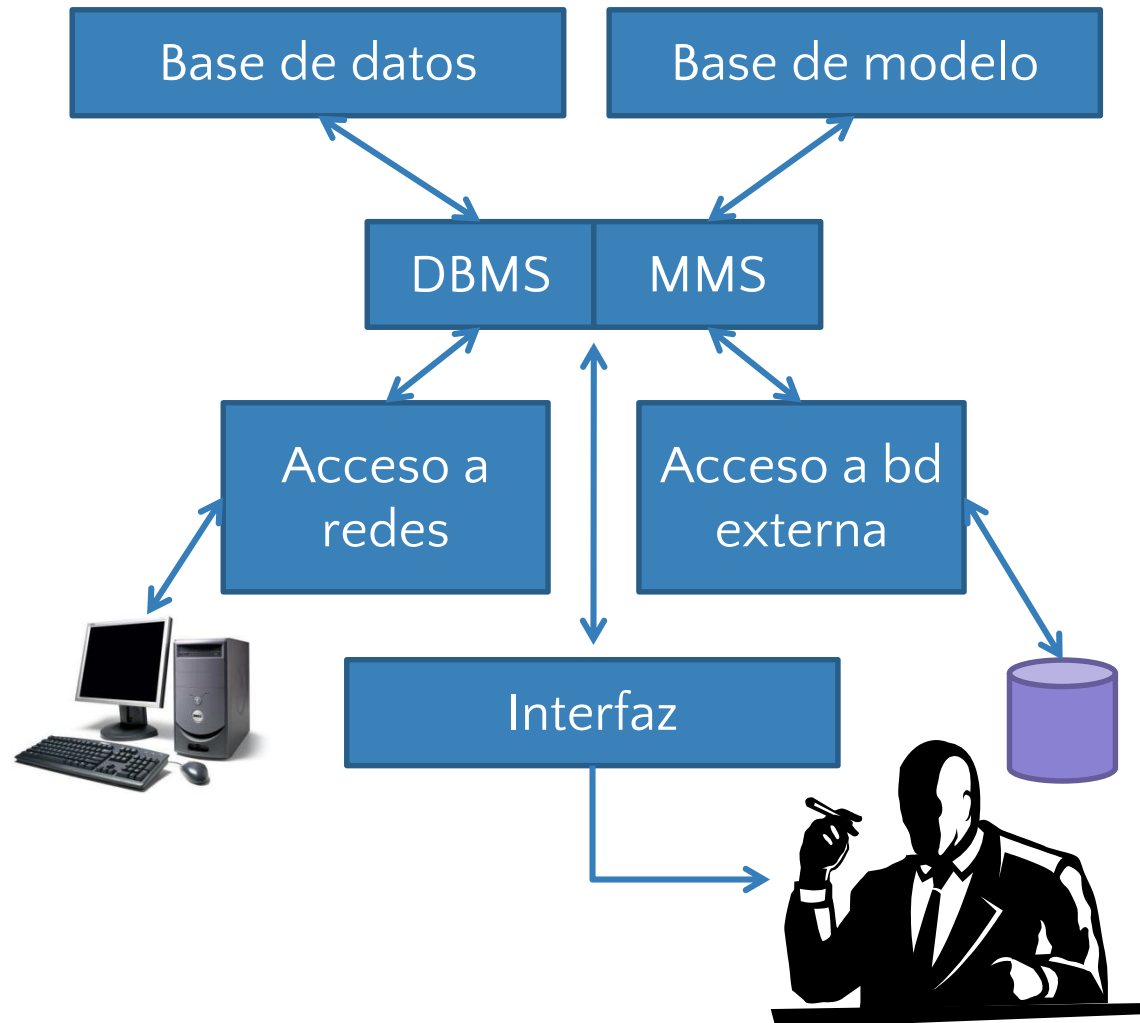 Base de datos
Base de modelo
DBMS
MMS
Acceso a
redes
Acceso a bd
externa
Interfaz